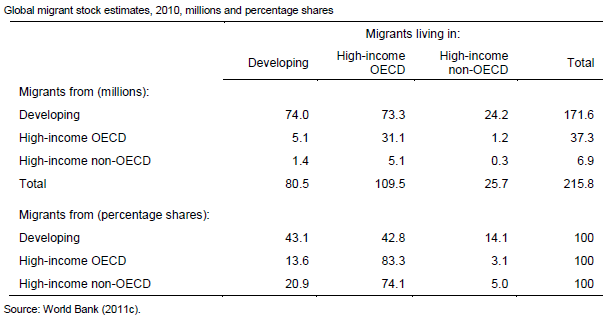 Global migrant stock estimates, 2010, millions and percentage shares
Migrants living in:
Developing High-income OECD High-income non-OECD Total
Migrants from (millions):
Developing 74.0 73.3 24.2 171.6
High-income OECD 5.1 31.1 1.2 37.3
High-income non-OECD 1.4 5.1 0.3 6.9
Total 80.5 109.5 25.7 215.8
Migrants from (percentage shares):
Developing 43.1 42.8 14.1 100
High-income OECD 13.6 83.3 3.1 100
High-income non-OECD 20.9 74.1 5.0 100
Source: World Bank (2011c).